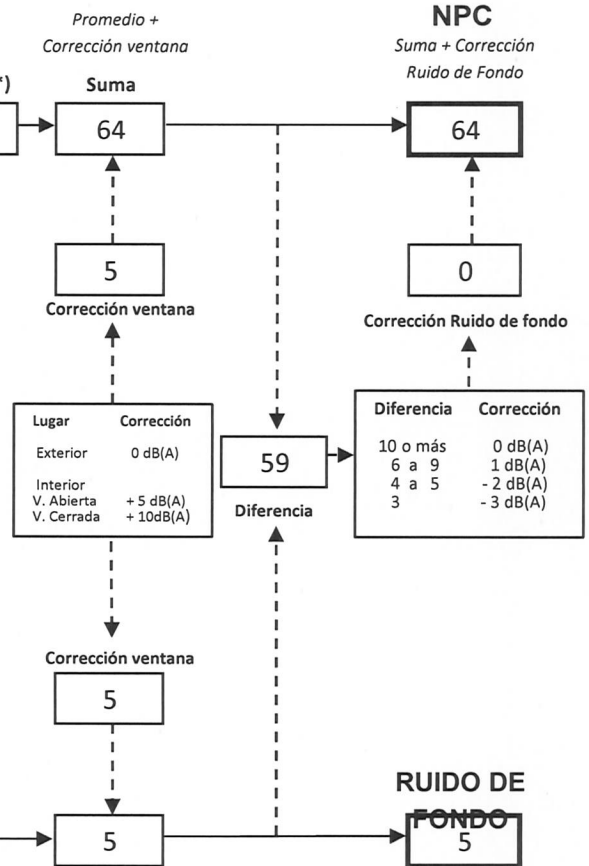 Promedio +
Corrección ventana
NPC
Suma + Corrección
Ruido de Fondo
*)
Suma
64
64
5
0
Corrección ventana
Corrección Ruido de fondo
Lugar Corrección
Exterior 0 dB(A)
Interior
V. Abierta + 5 dB(A)
V. Cerrada + 10dB(A)
59
Diferencia
Diferencia Corrección
10 o más 0 dB(A)
6 a 9 1 dB(A)
4 a 5 - 2 dB(A)
3 - 3 dB(A)
Corrección ventana
5
RUIDO DE
FONDO
5
5